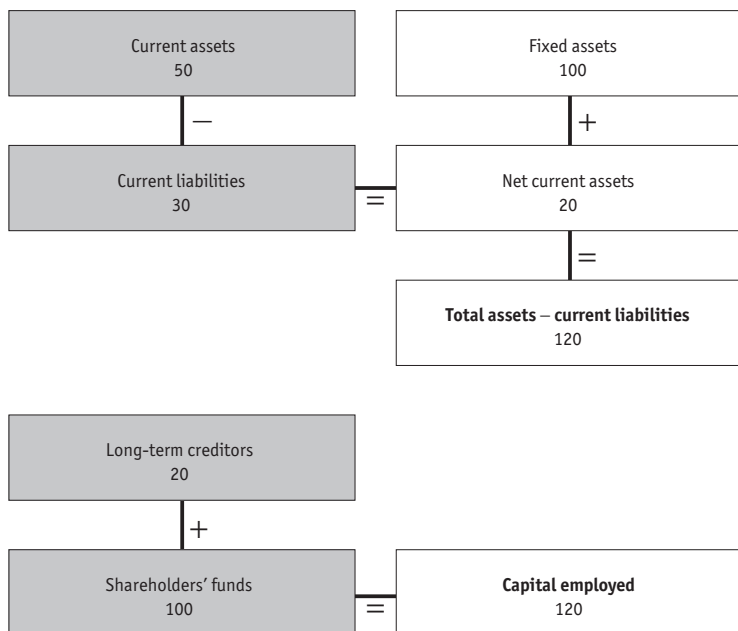 Current assets
50
Fixed assets
100
−
+
Current liabilities
30
=
Net current assets
20
=
Total assets – current liabilities
120
Long-term creditors
20
+
Shareholders’ funds
100
=
Capital employed
120